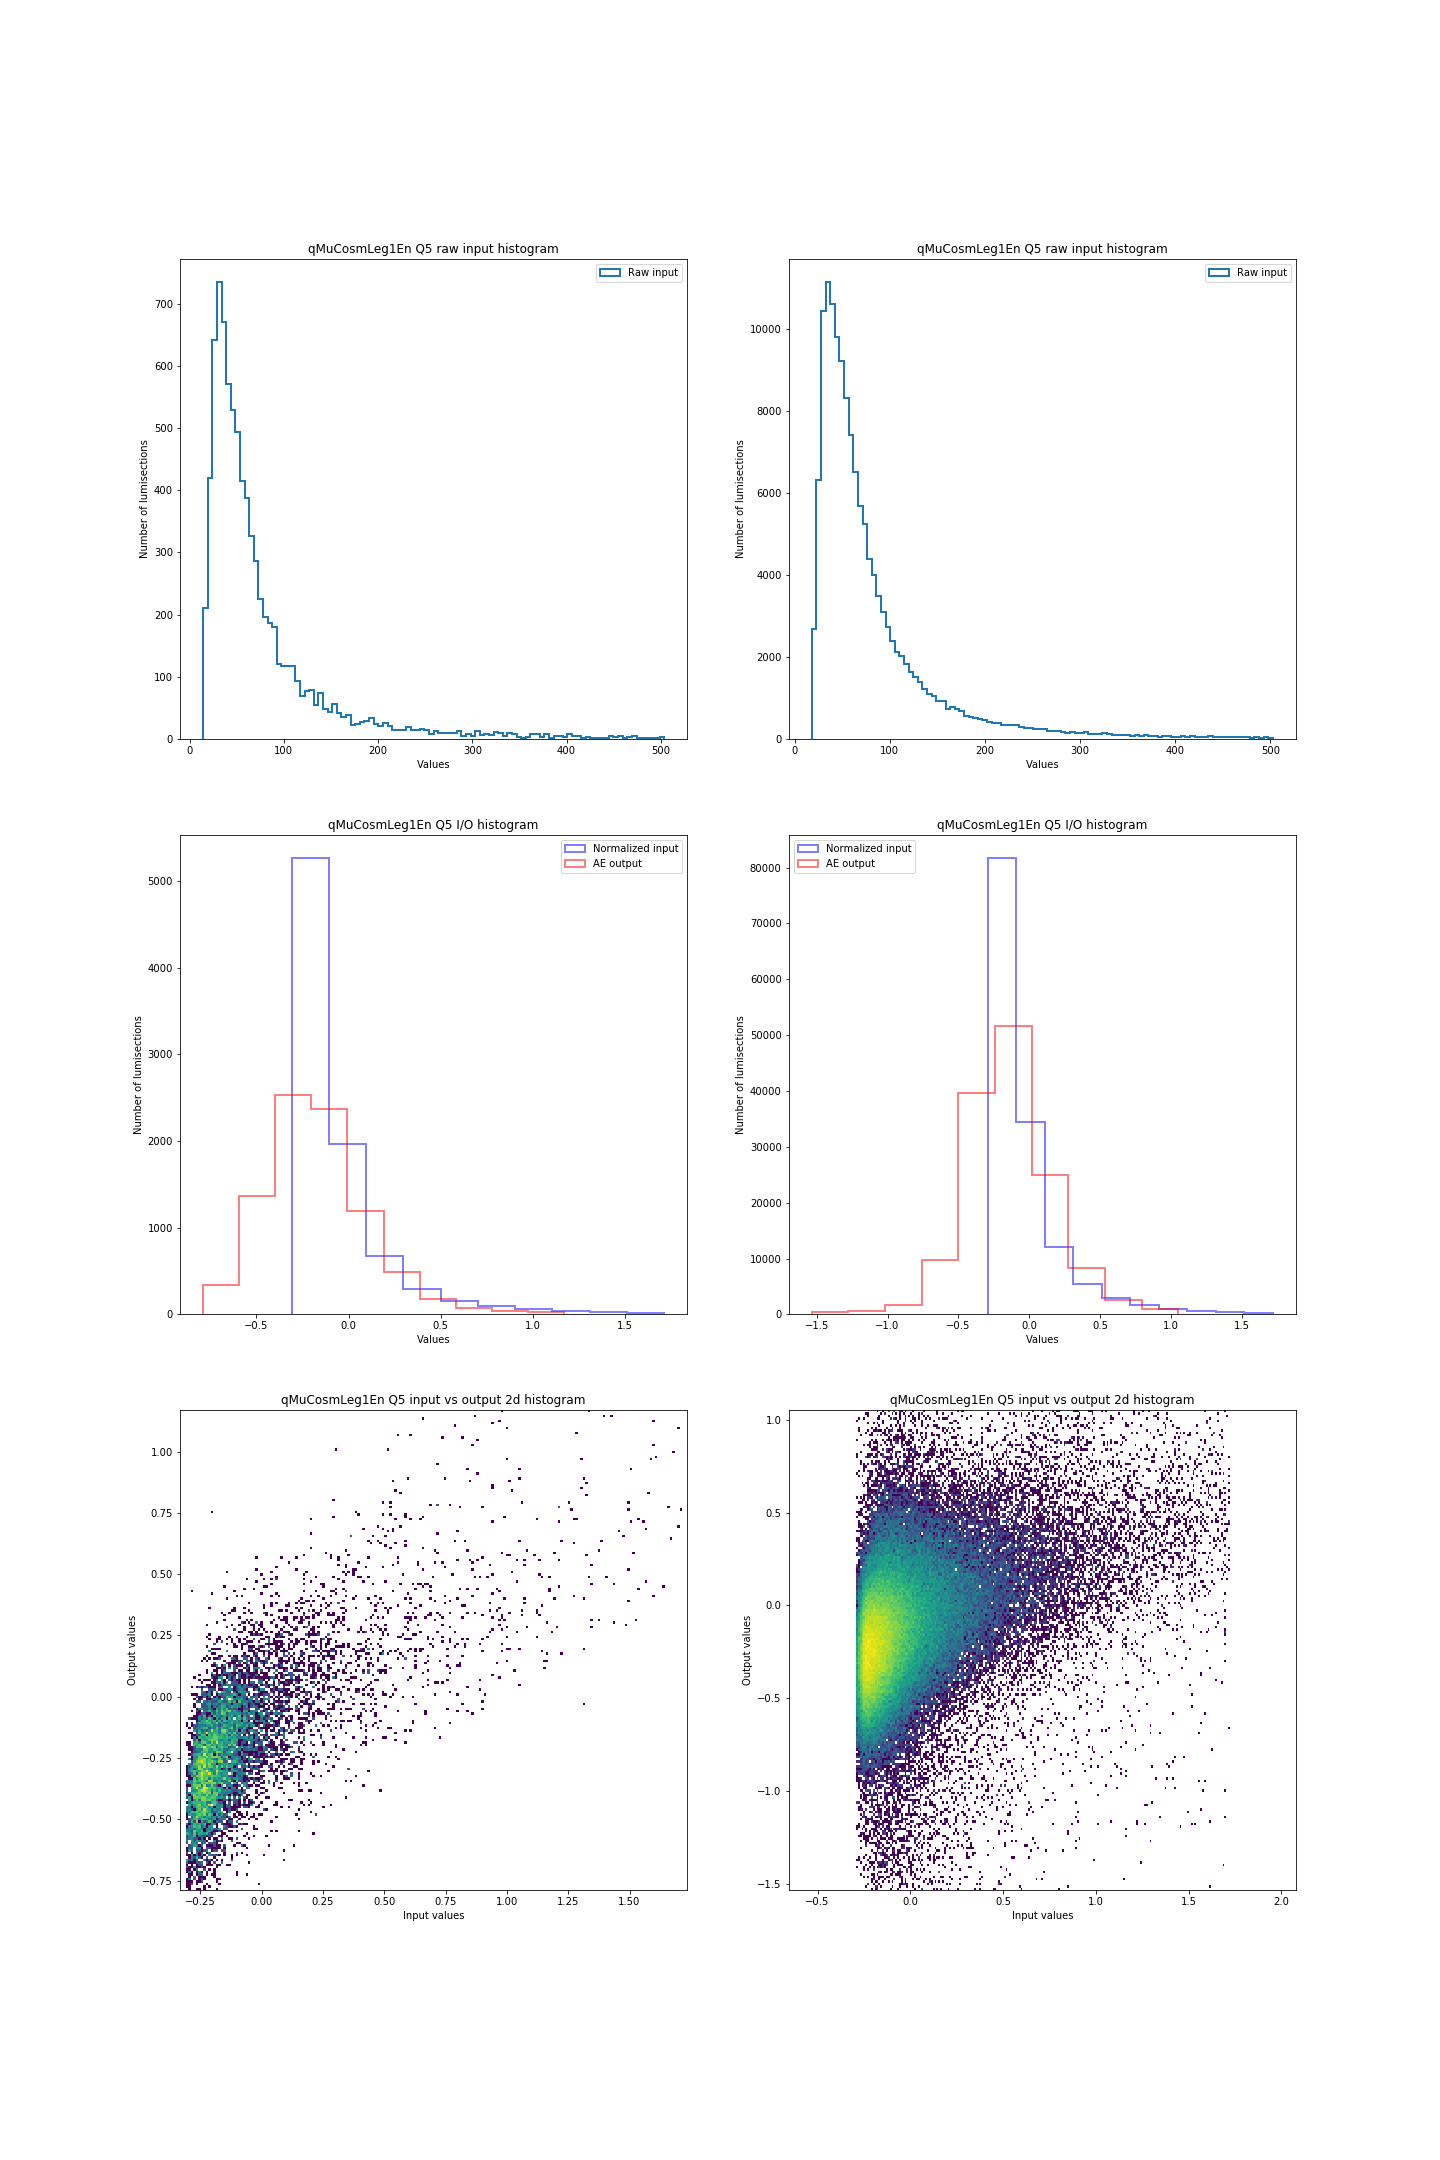 qMuCosmLeg1En Q5 raw input histogram
Raw input
Number of lumisections
700
600
500
400
300
200
100
0
0 100 200 300 400 500
Values
qMuCosmLeg1En Q5 raw input histogram
Raw input
Number of lumisections
10000
8000
6000
4000
2000
0
0 100 200 300 400 500
Values
qMuCosmLeg1En Q5 I/O histogram
Normalized input
AE output
Number of lumisections
5000
4000
3000
2000
1000
0
−0.5 0.0 0.5 1.0 1.5
Values
qMuCosmLeg1En Q5 I/O histogram
Normalized input
AE output
Number of lumisections
80000
70000
60000
50000
40000
30000
20000
10000
0
−1.5 −1.0 −0.5 0.0 0.5 1.0 1.5
Values
qMuCosmLeg1En Q5 input vs output 2d histogram
Output values
1.00
0.75
0.50
0.25
0.00
−0.25
−0.50
−0.75
−0.25 0.00 0.25 0.50 0.75 1.00 1.25 1.50
Input values
qMuCosmLeg1En Q5 input vs output 2d histogram
Output values
1.0
0.5
0.0
−0.5
−1.0
−1.5
−0.5 0.0 0.5 1.0 1.5 2.0
Input values